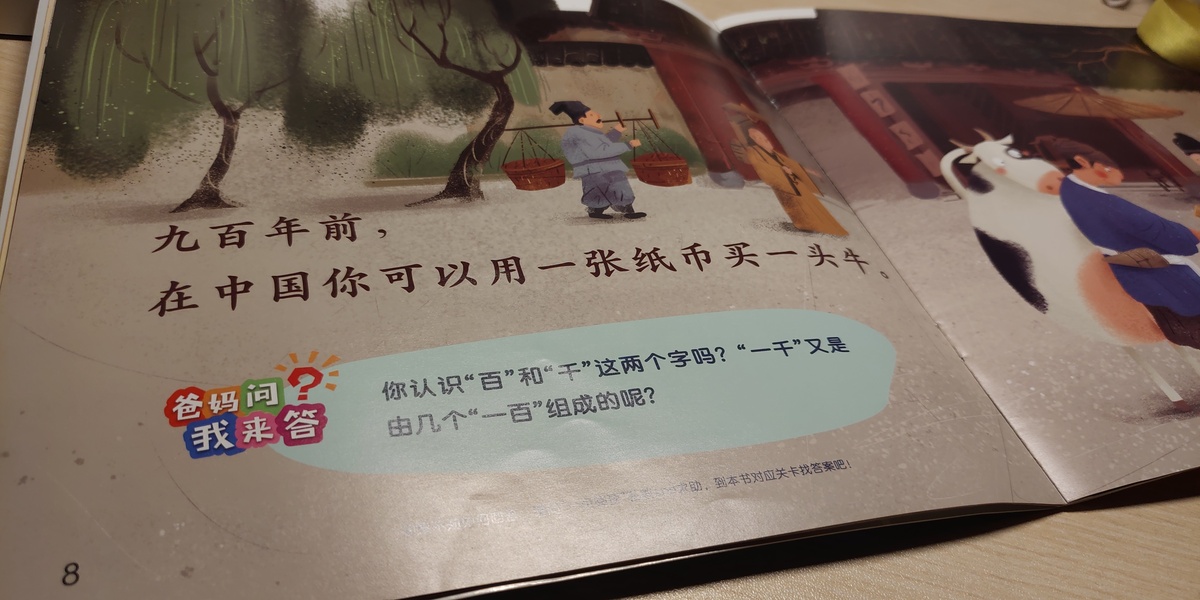 九百年前，
在中国你可以用一张纸币买一头牛。
爸妈问？
我来答
你认识“百”和“千”这两个字吗？“一千”又是
由几个“一百”组成的呢？
助，到本书对应关卡找答案吧！
8